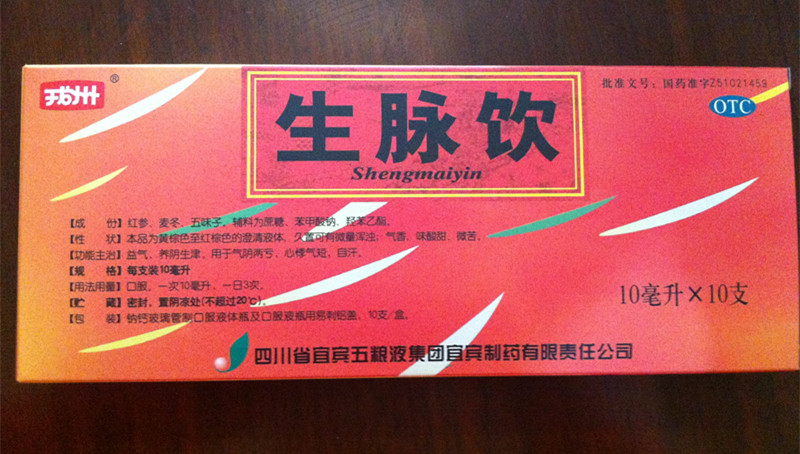 戎州®
批准文号：国药准字Z51021459
OTC
生脉饮
Shengmaiyin
【成　份】红参、麦冬、五味子，辅料为蔗糖、苯甲酸钠、羟苯乙酯。
【性　状】本品为黄棕色至红棕色的澄清液体，久置可有微量浑浊；气香，味酸甜、微苦。
【功能主治】益气，养阴生津，用于气阴两亏，心悸气短，自汗。
【规　格】每支装10毫升
【用法用量】口服，一次10毫升，一日3次。
【贮　藏】密封，置阴凉处(不超过20℃)。
【包　装】钠钙玻璃管制口服液体瓶及口服液瓶用易刺铝盖，10支／盒。
10毫升×10支
四川省宜宾五粮液集团宜宾制药有限责任公司